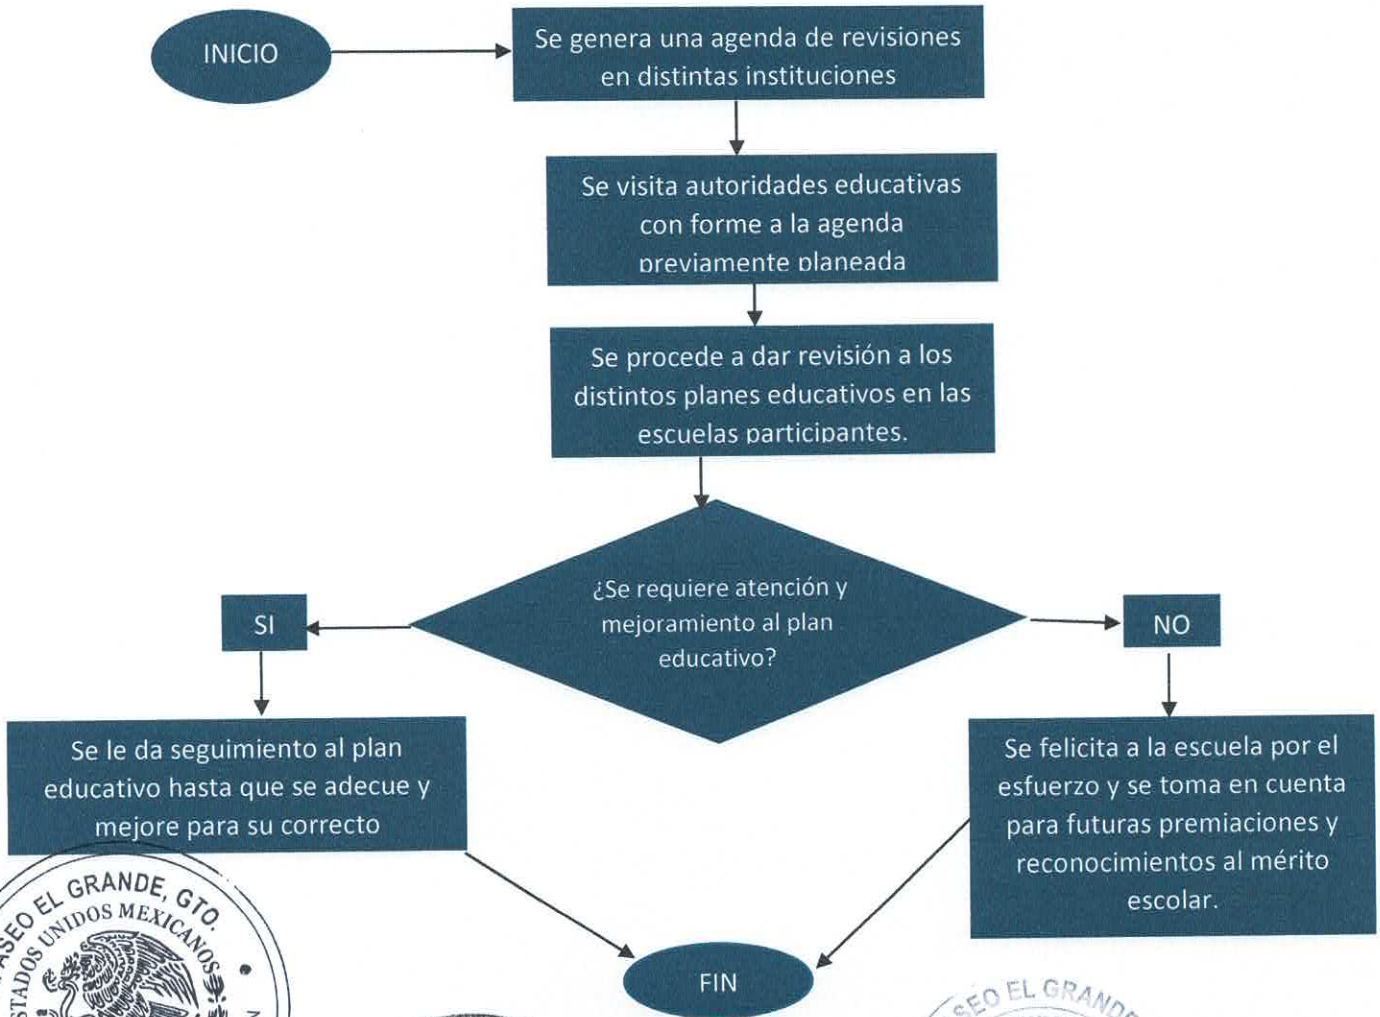 INICIO
Se genera una agenda de revisiones
en distintas instituciones
Se visita autoridades educativas
con forme a la agenda
previamente planeada
Se procede a dar revisión a los
distintos planes educativos en las
escuelas participantes.
¿Se requiere atención y
mejoramiento al plan
educativo?
SI
NO
Se le da seguimiento al plan
educativo hasta que se adecue y
mejore para su correcto
Se felicita a la escuela por el
esfuerzo y se toma en cuenta
para futuras premiaciones y
reconocimientos al mérito
escolar.
FIN
EL GRANDE, GTO.
UNIDOS MEXICANOS
EL GRANDE